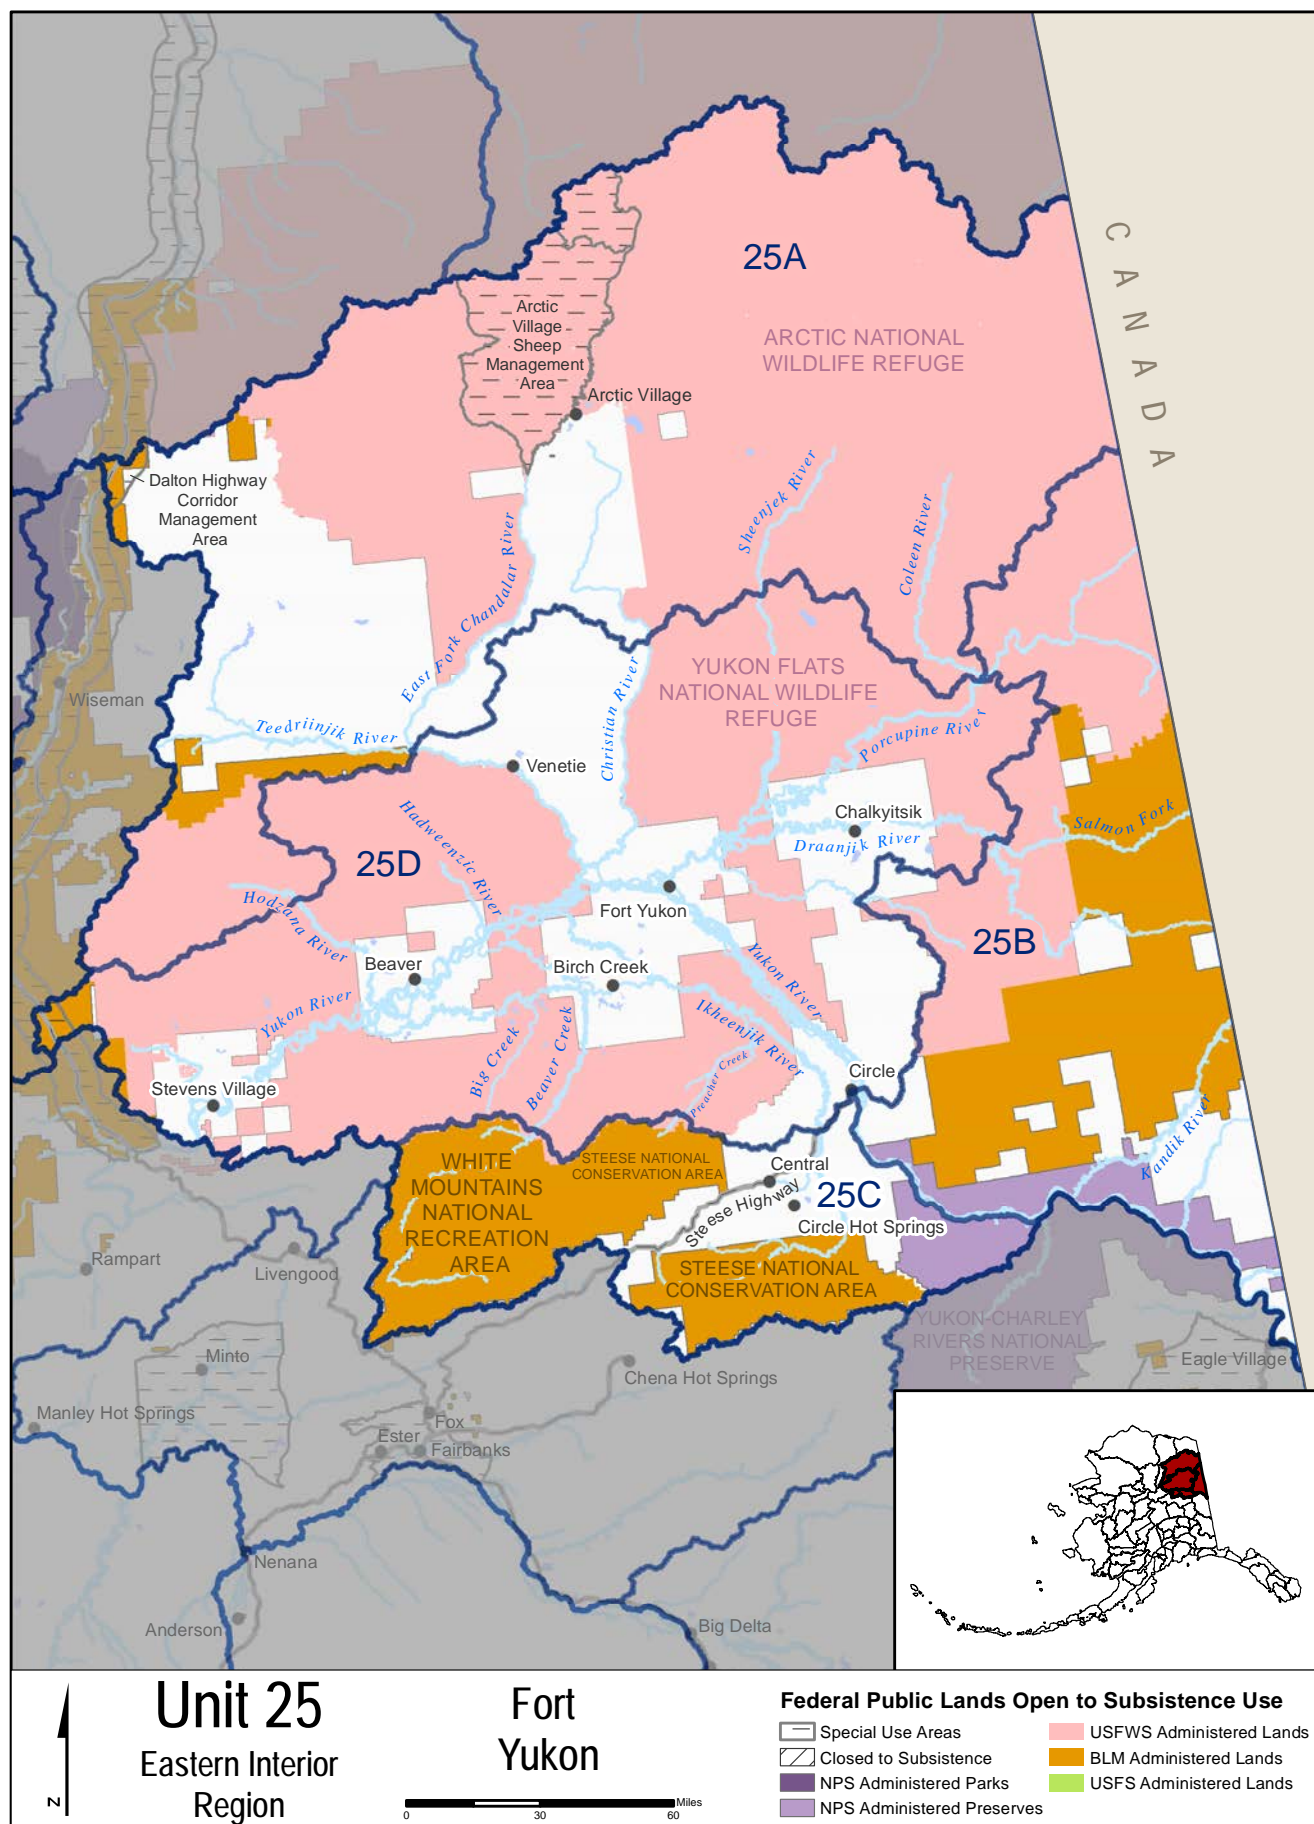 25A
CANADA
ARCTIC NATIONAL
WILDLIFE REFUGE
Arctic
Village
Sheep
Management
Area
Arctic Village
Dalton Highway
Corridor
Management
Area
Sheenjek River
Coleen River
East Fork Chandalar River
Christian River
YUKON FLATS
NATIONAL WILDLIFE
REFUGE
Wiseman
Teedriinjik River
Porcupine River
Venetie
Chalkyitsik
Salmon Fork
Draanjik River
Hadweenzic River
25D
Hodzana River
Fort Yukon
25B
Beaver
Birch Creek
Yukon River
Yukon River
Ikheenjik River
Big Creek
Beaver Creek
Preacher Creek
Circle
Stevens Village
Kandik River
WHITE
MOUNTAINS
NATIONAL
RECREATION
AREA
STEESE NATIONAL
CONSERVATION AREA
Central
25C
Steese Highway
Circle Hot Springs
STEESE NATIONAL
CONSERVATION AREA
Rampart
Livengood
YUKON-CHARLEY
RIVERS NATIONAL
PRESERVE
Eagle Village
Minto
Chena Hot Springs
Manley Hot Springs
Fox
Ester
Fairbanks
Nenana
Anderson
Big Delta
N
Unit 25
Eastern Interior
Region
Fort
Yukon
Miles
0 30 60
Federal Public Lands Open to Subsistence Use
Special Use Areas
Closed to Subsistence
NPS Administered Parks
NPS Administered Preserves
USFWS Administered Lands
BLM Administered Lands
USFS Administered Lands